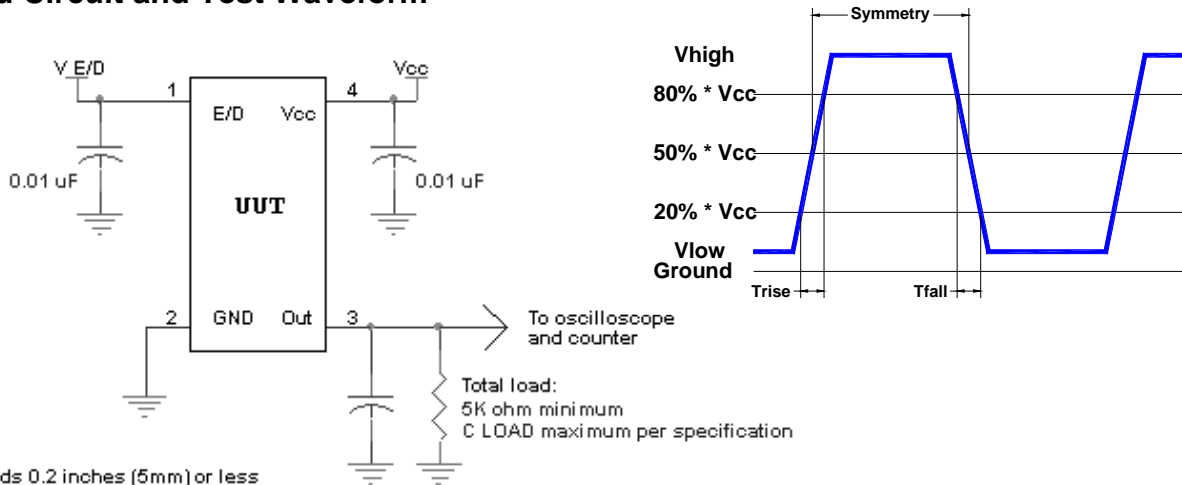 Circuit and Test Waveform
V E/D
1
E/D
Vcc
4
Vcc
0.01 uF
0.01 uF
UUT
2
GND
Out
3
To oscilloscope
and counter
Total load:
5K ohm minimum
C LOAD maximum per specification
0.2 inches (5mm) or less
Symmetry
Vhigh
80% * Vcc
50% * Vcc
20% * Vcc
Vlow
Ground
Trise
Tfall